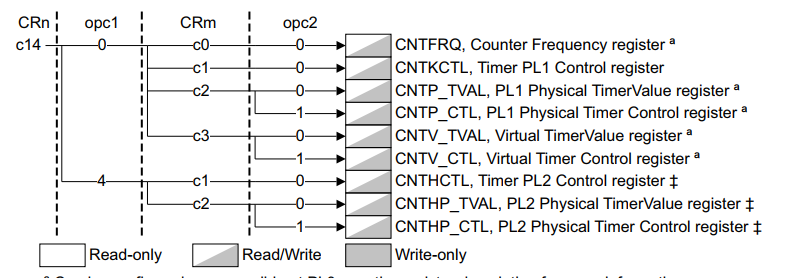 CRn opc1 CRm opc2
c14 0 c0 0 CNTFRQ, Counter Frequency register ª
c1 0 CNTKCTL, Timer PL1 Control register
c2 0 CNTP_TVAL, PL1 Physical TimerValue register ª
1 CNTP_CTL, PL1 Physical Timer Control register ª
c3 0 CNTV_TVAL, Virtual TimerValue register ª
1 CNTV_CTL, Virtual Timer Control register ª
4 c1 0 CNTHCTL, Timer PL2 Control register ‡
c2 0 CNTHP_TVAL, PL2 Physical TimerValue register ‡
1 CNTHP_CTL, PL2 Physical Timer Control register ‡
Read-only Read/Write Write-only